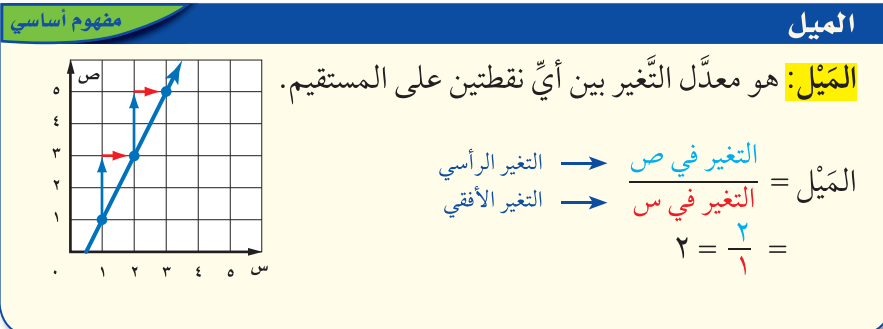 الميل
مفهوم أساسي
المَيْل: هو معدَّل التَّغير بين أيِّ نقطتين على المستقيم.
المَيْل = التغير في ص ← التغير الرأسي
التغير في س ← التغير الأفقي
= ٢/١ = ٢
ص
٥
٤
٣
٢
١
٠ ١ ٢ ٣ ٤ ٥ س